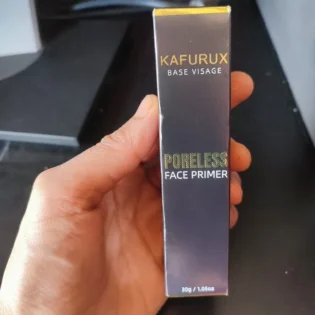 KAFURUX
BASE VISAGE
PORELESS
FACE PRIMER
30g / 1.05oz